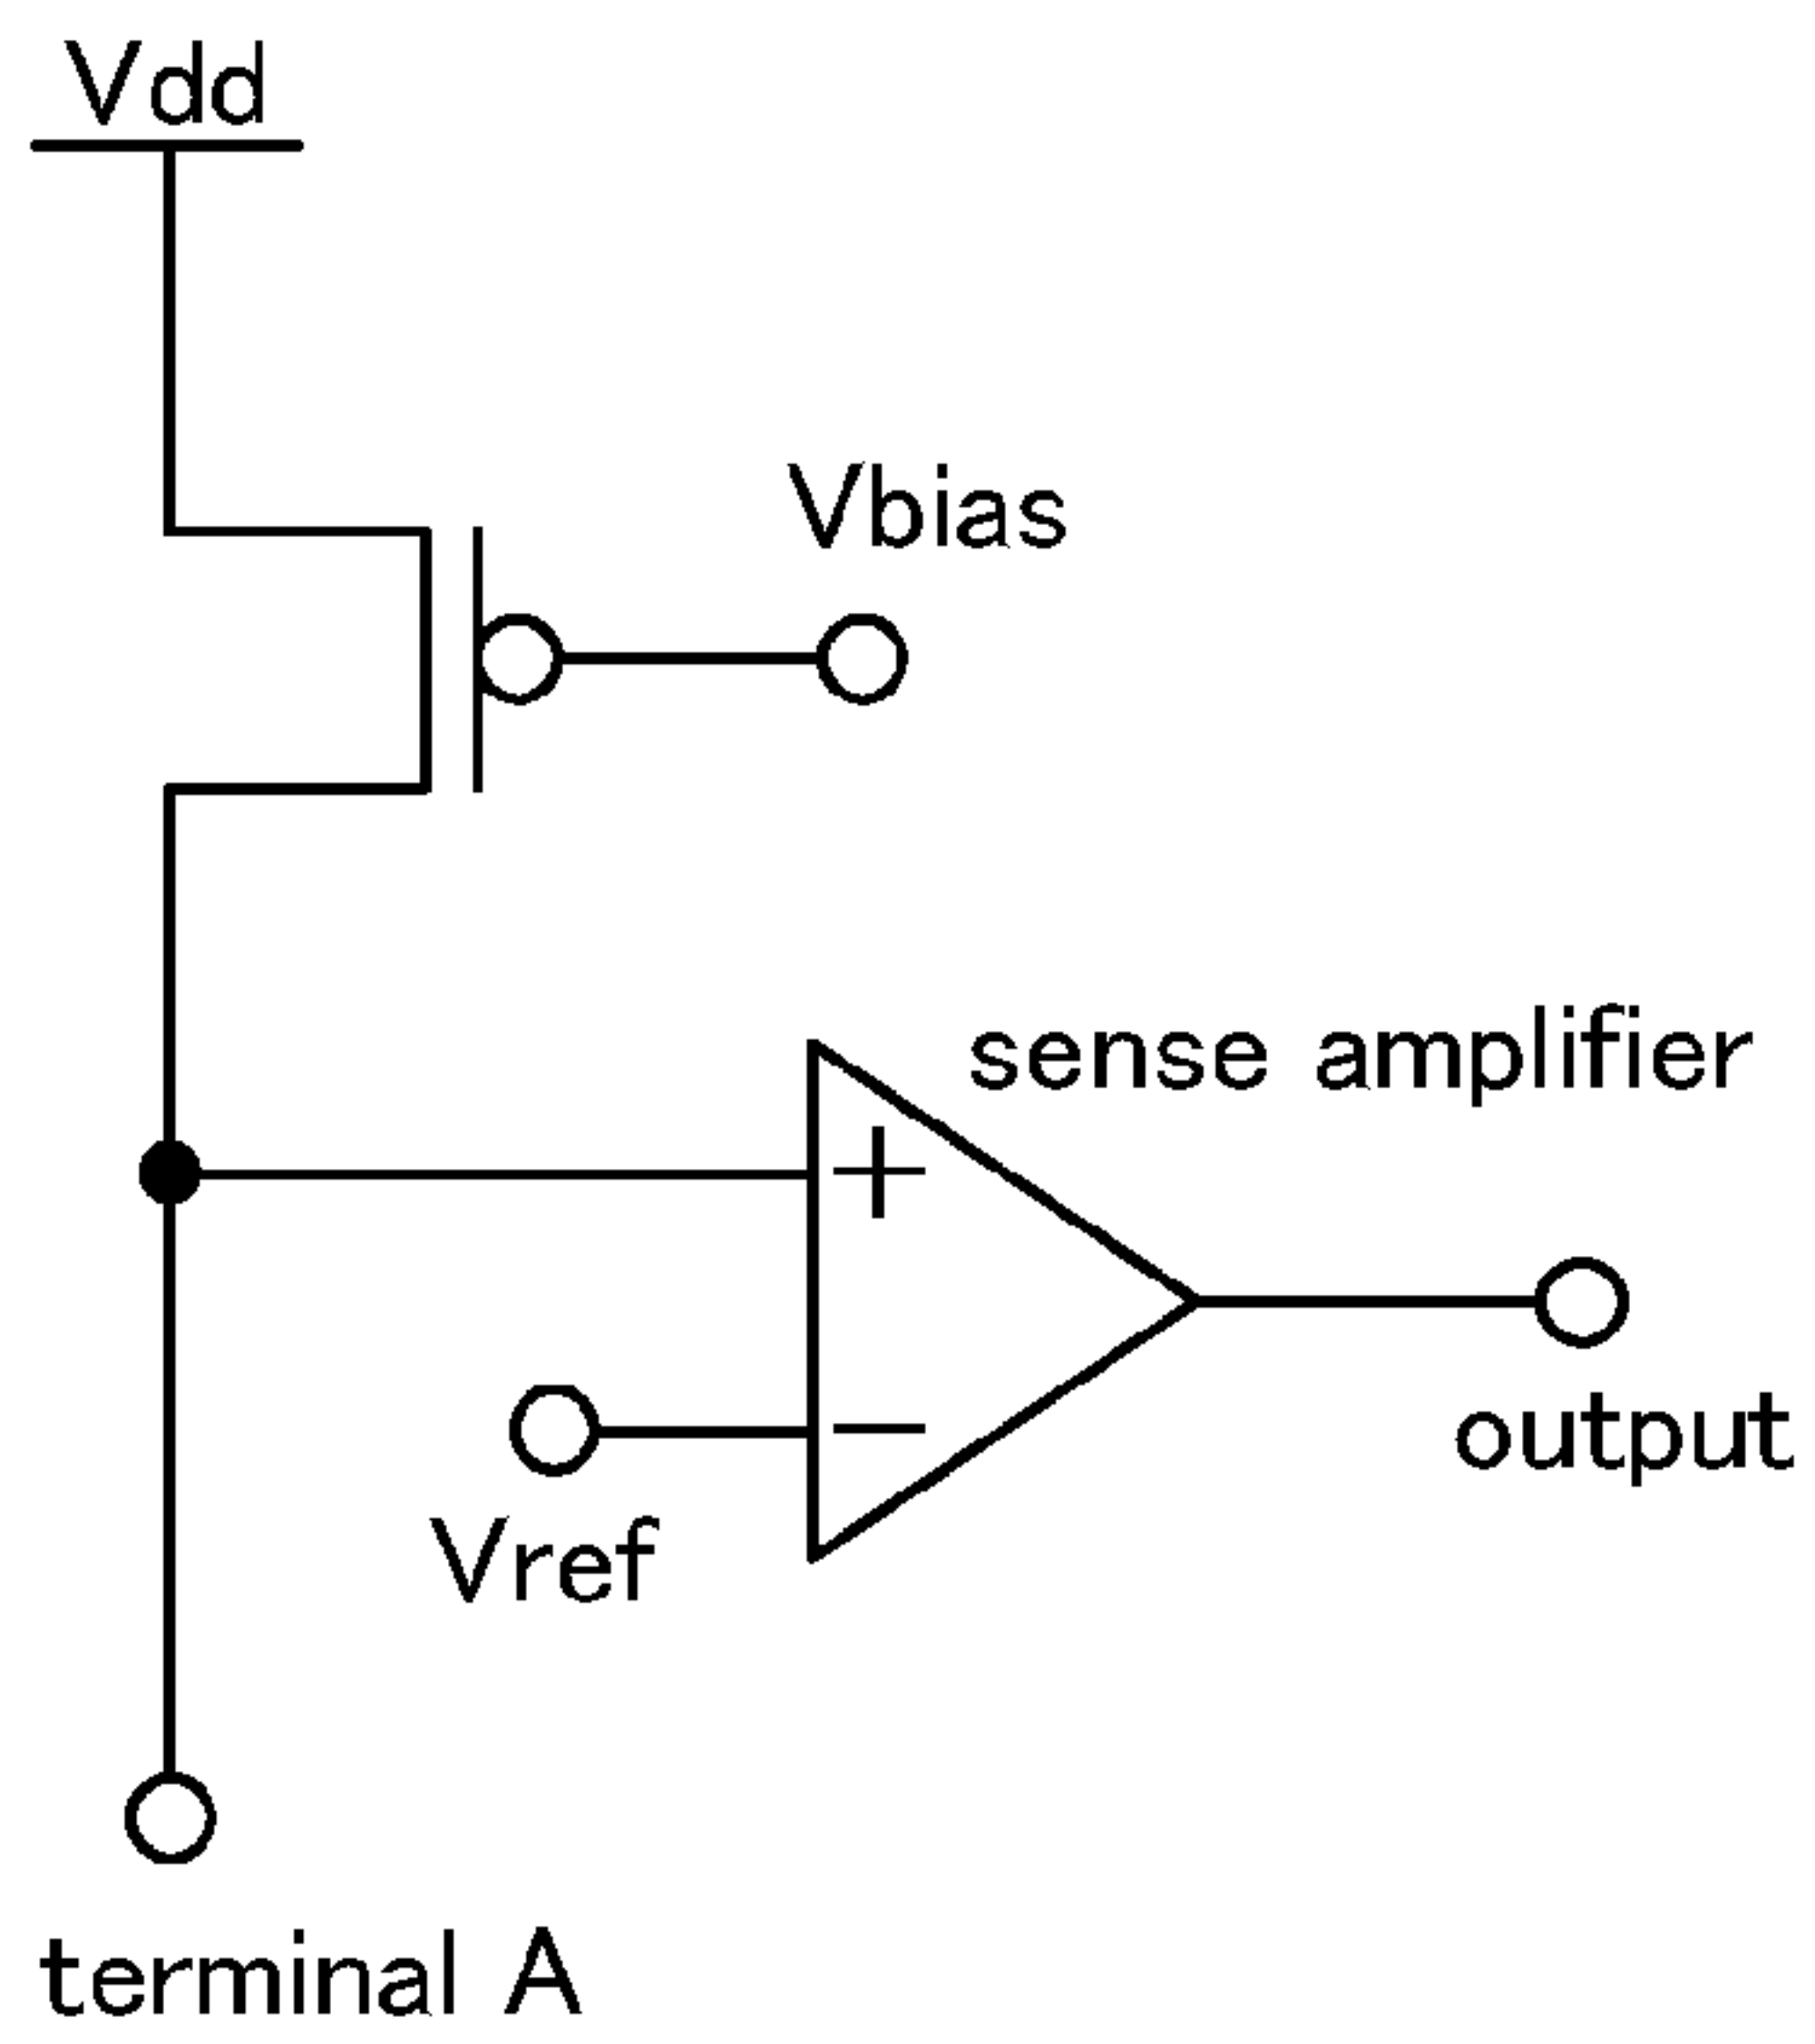 Vdd
Vbias
sense amplifier
+
−
output
Vref
terminal A